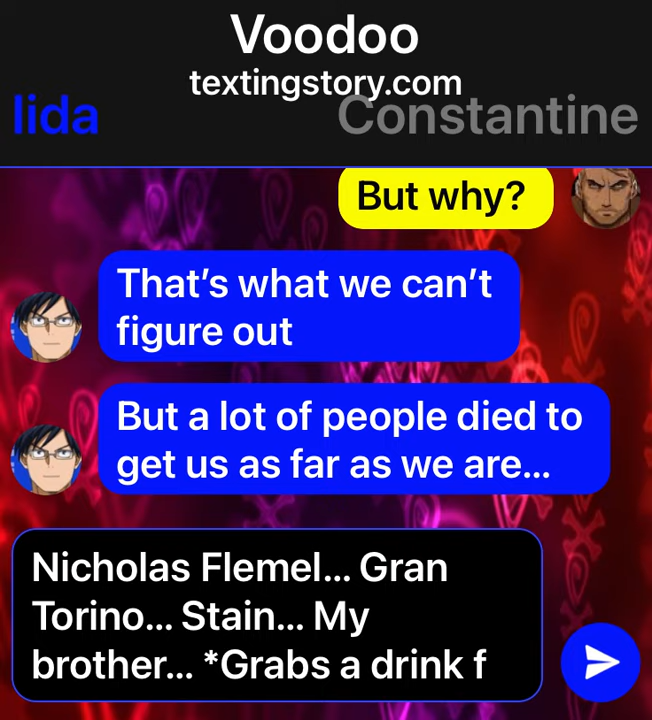 Voodoo
textingstory.com
Iida
Constantine
But why?
That’s what we can’t
figure out
But a lot of people died to
get us as far as we are...
Nicholas Flemel... Gran
Torino... Stain... My
brother... *Grabs a drink f